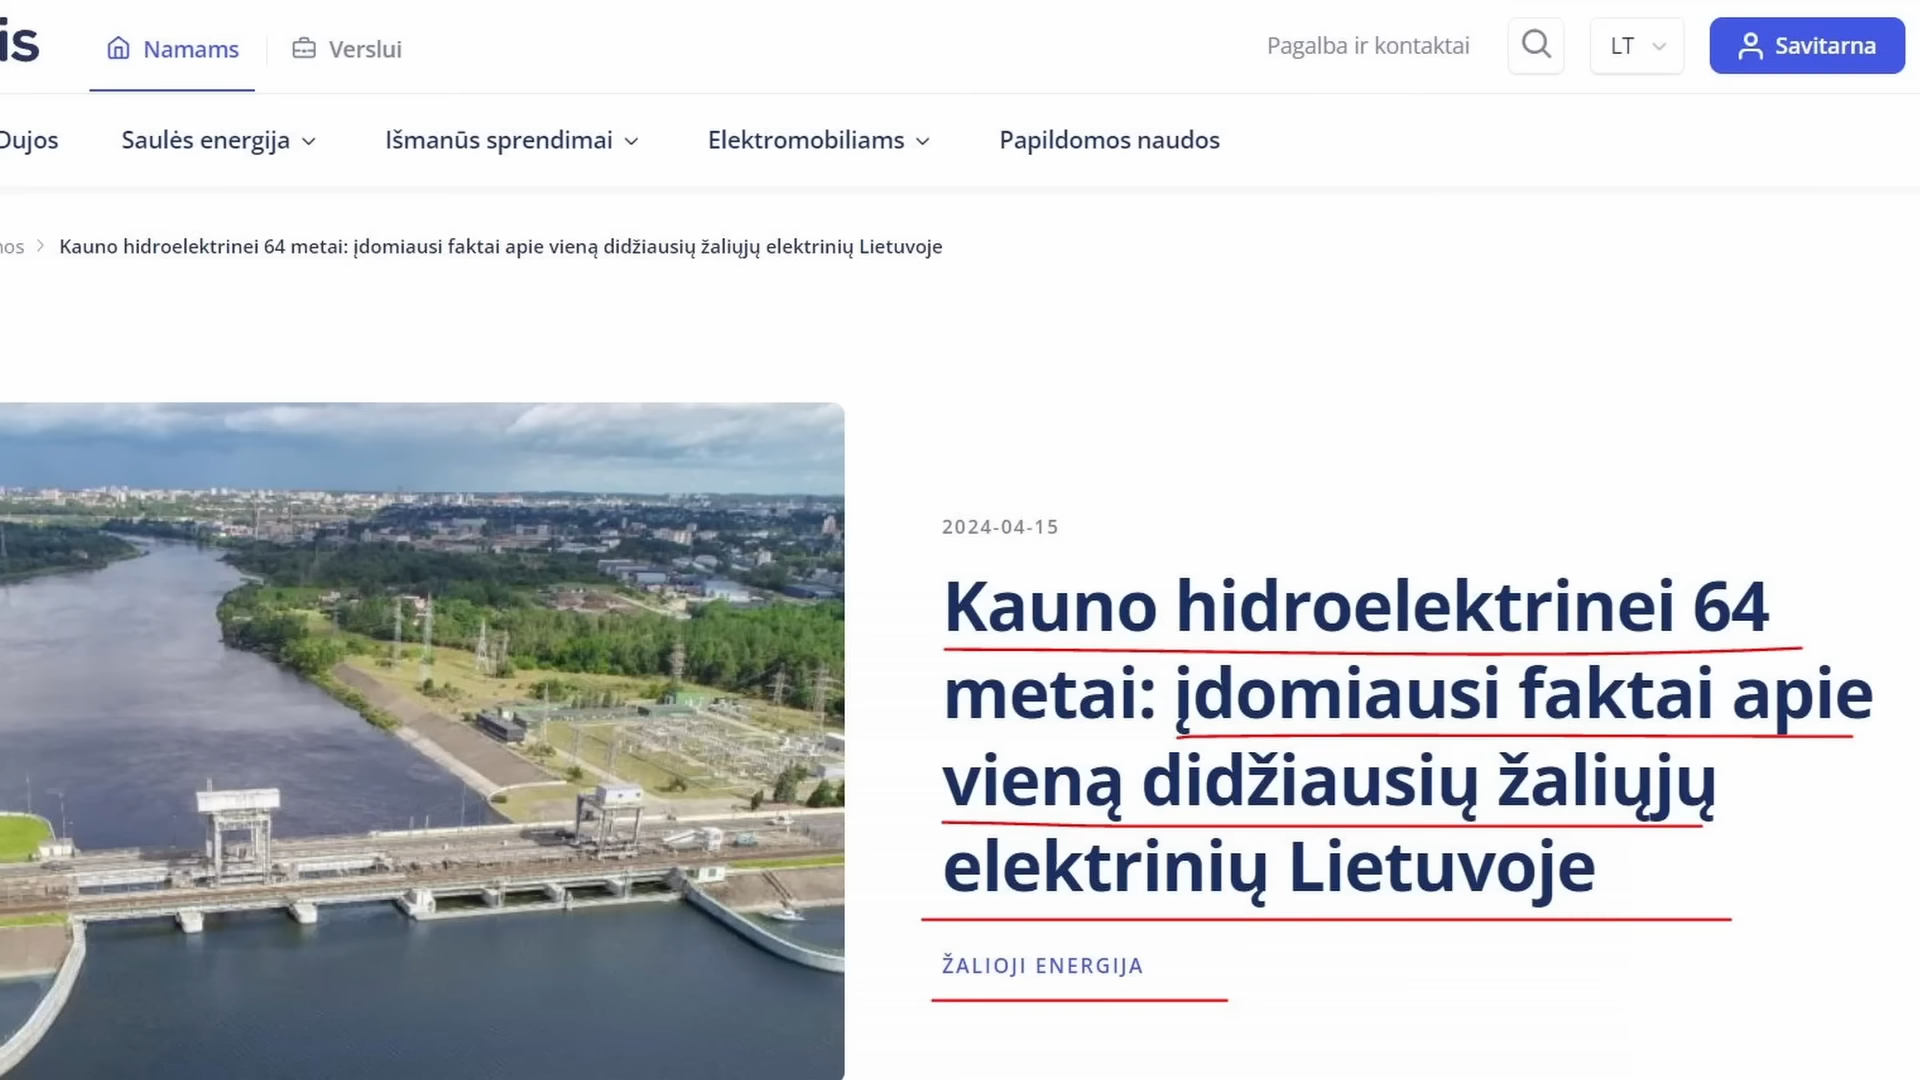 is
Namams
Verslui
Pagalba ir kontaktai
LT
Savitarna
Dujos
Saulės energija
Išmanūs sprendimai
Elektromobiliams
Papildomos naudos
nos > Kauno hidroelektrinei 64 metai: įdomiausi faktai apie vieną didžiausių žaliųjų elektrinių Lietuvoje
2024-04-15
Kauno hidroelektrinei 64
metai: įdomiausi faktai apie
vieną didžiausių žaliųjų
elektrinių Lietuvoje
ŽALIOJI ENERGIJA